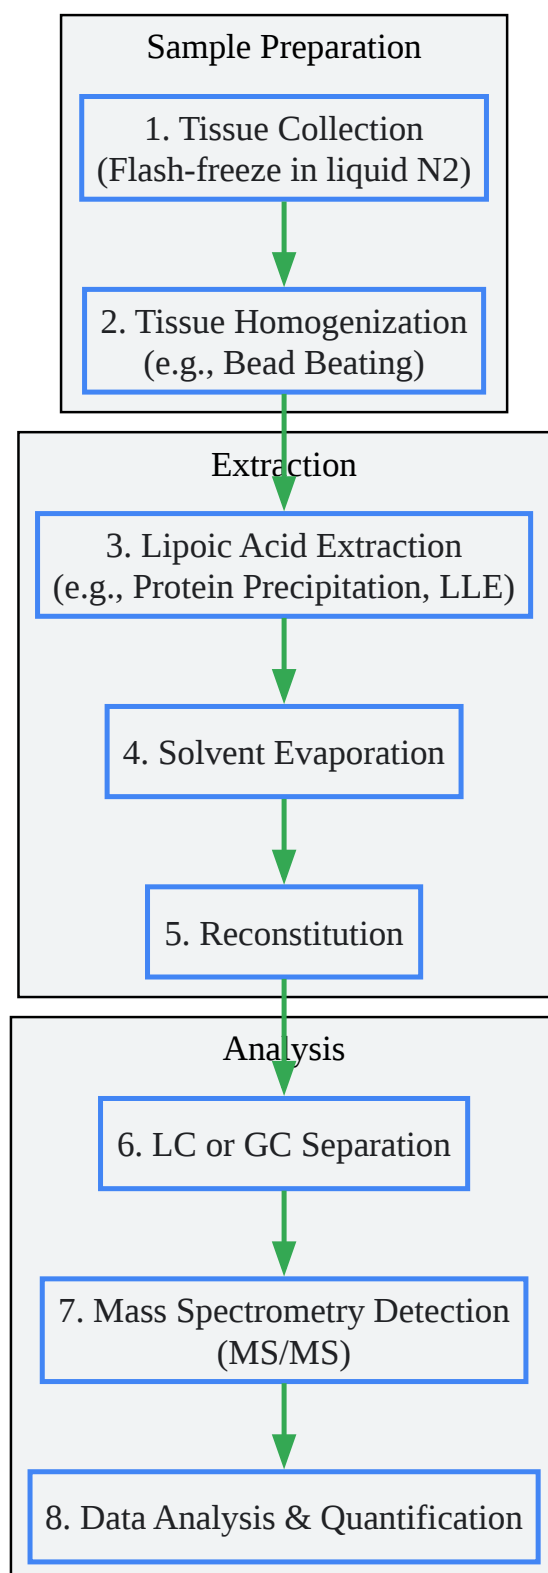 Sample Preparation
1. Tissue Collection
(Flash-freeze in liquid N2)
2. Tissue Homogenization
(e.g., Bead Beating)
Extraction
3. Lipoic Acid Extraction
(e.g., Protein Precipitation, LLE)
4. Solvent Evaporation
5. Reconstitution
Analysis
6. LC or GC Separation
7. Mass Spectrometry Detection
(MS/MS)
8. Data Analysis & Quantification